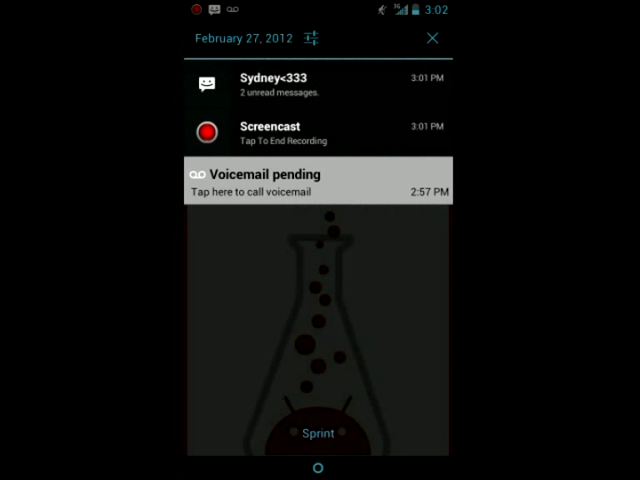 3G 3:02
February 27, 2012
Sydney<333 3:01 PM
2 unread messages.
Screencast 3:01 PM
Tap To End Recording
Voicemail pending
Tap here to call voicemail 2:57 PM
Sprint